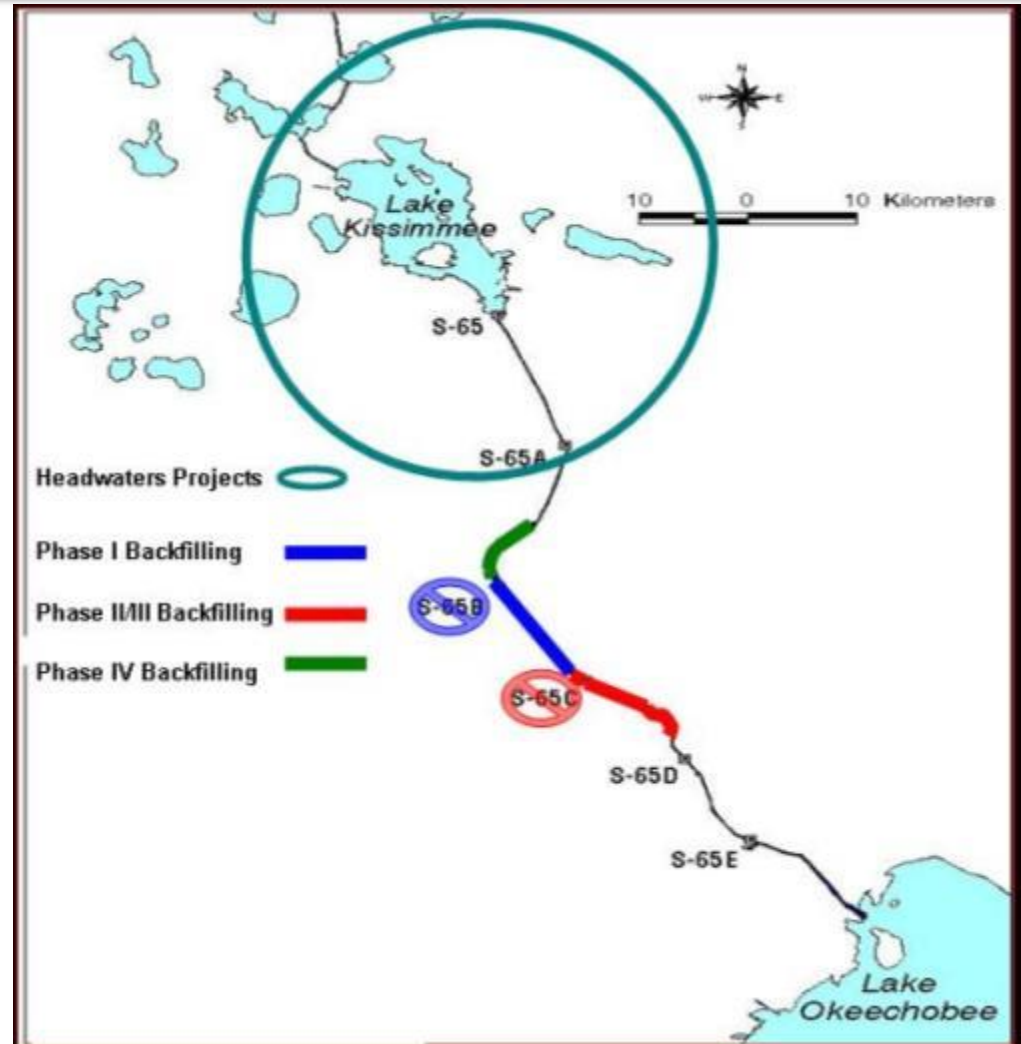 N
W E
S
10 0 10 Kilometers
Lake
Kissimmee
S-65
S-65A
Headwaters Projects
Phase I Backfilling
S-65B
Phase II/III Backfilling
Phase IV Backfilling
S-65C
S-65D
S-65E
Lake
Okeechobee